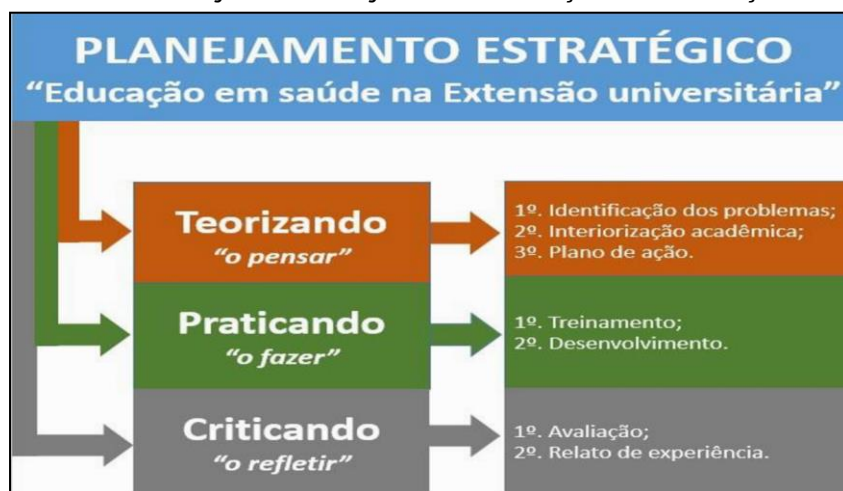 PLANEJAMENTO ESTRATÉGICO
“Educação em saúde na Extensão universitária”
Teorizando
“o pensar”
1º. Identificação dos problemas;
2º. Interiorização acadêmica;
3º. Plano de ação.
Praticando
“o fazer”
1º. Treinamento;
2º. Desenvolvimento.
Criticando
“o refletir”
1º. Avaliação;
2º. Relato de experiência.